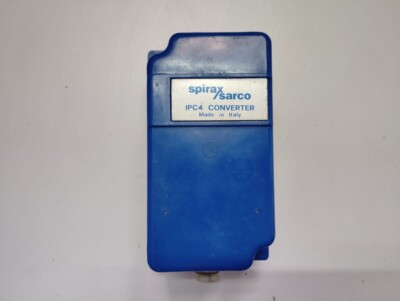 spirax
sarco
IPC4 CONVERTER
Made in Italy